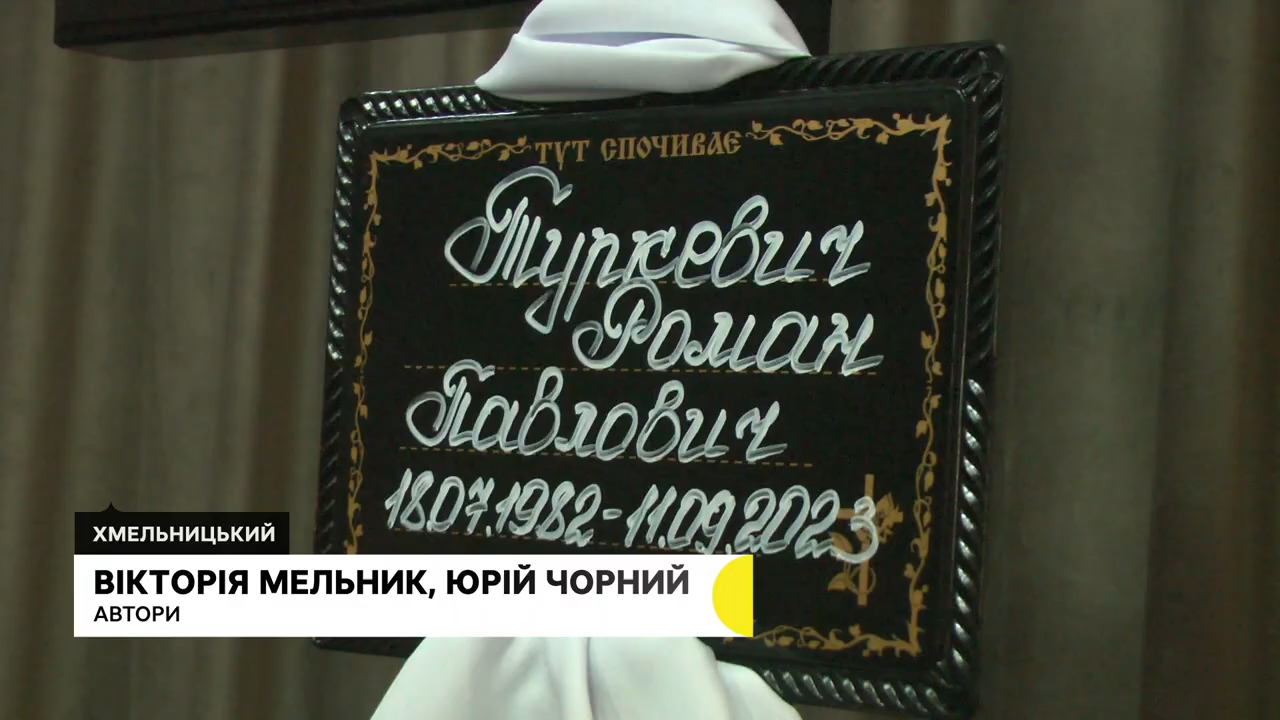 ТУТ СПОЧИВАЄ
Туркевич
Роман
Павлович
18.07.1982-11.09.2023
ХМЕЛЬНИЦЬКИЙ
ВІКТОРІЯ МЕЛЬНИК, ЮРІЙ ЧОРНИЙ
АВТОРИ